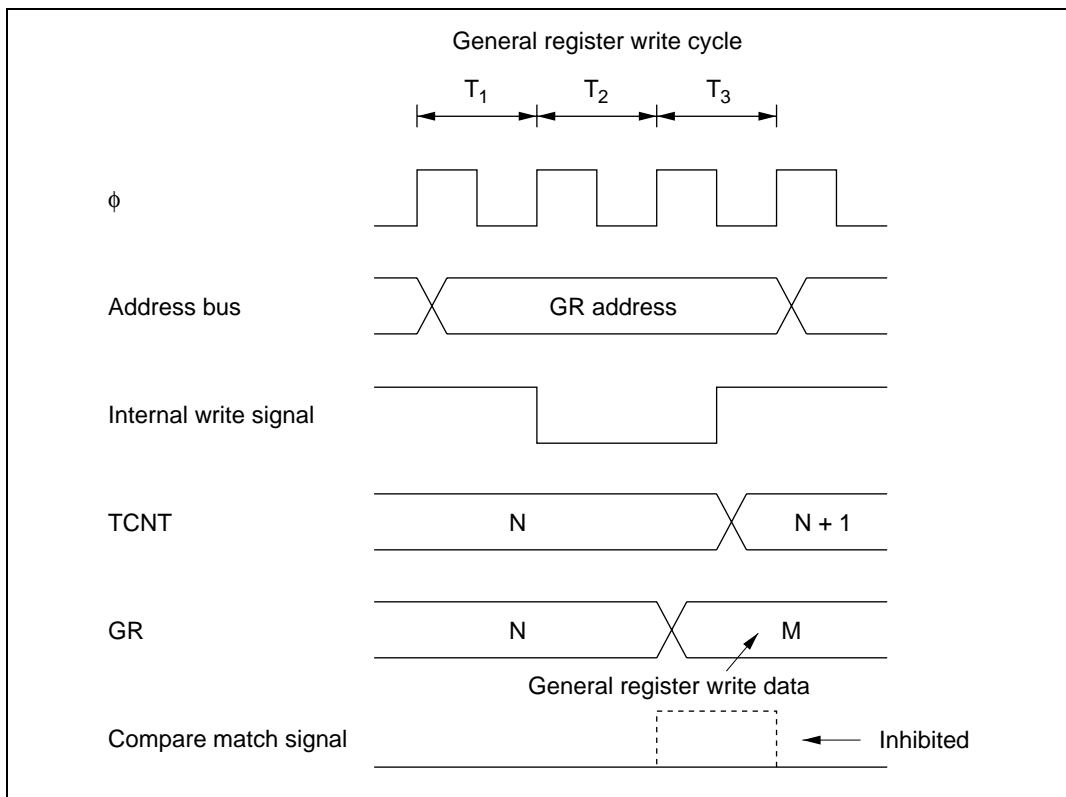 General register write cycle
T1 T2 T3
φ
Address bus GR address
Internal write signal
TCNT N N + 1
GR N M
General register write data
Compare match signal Inhibited